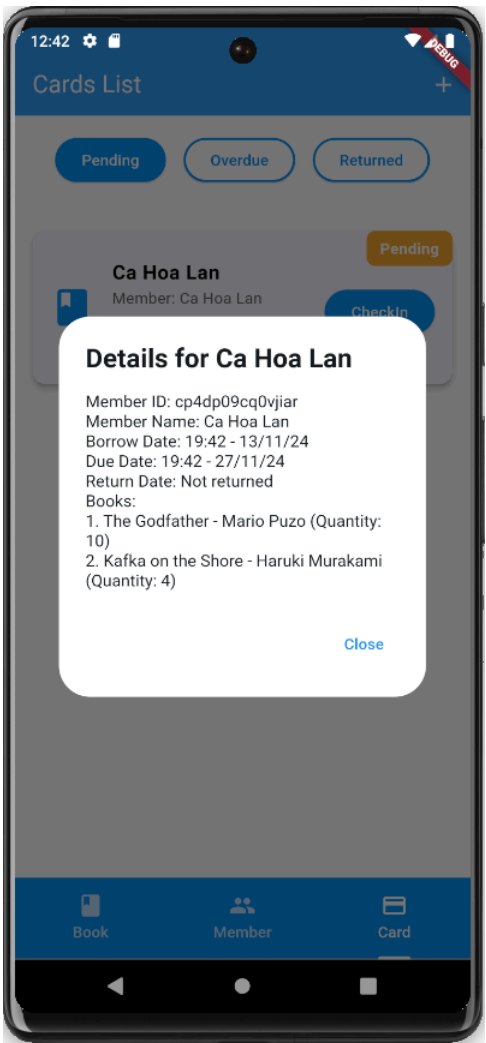 12:42
DEBUG
Cards List
+
Pending
Overdue
Returned
Pending
Ca Hoa Lan
Member: Ca Hoa Lan
CheckIn
Details for Ca Hoa Lan
Member ID: cp4dp09cq0vjiar
Member Name: Ca Hoa Lan
Borrow Date: 19:42 - 13/11/24
Due Date: 19:42 - 27/11/24
Return Date: Not returned
Books:
1. The Godfather - Mario Puzo (Quantity:
10)
2. Kafka on the Shore - Haruki Murakami
(Quantity: 4)
Close
Book
Member
Card